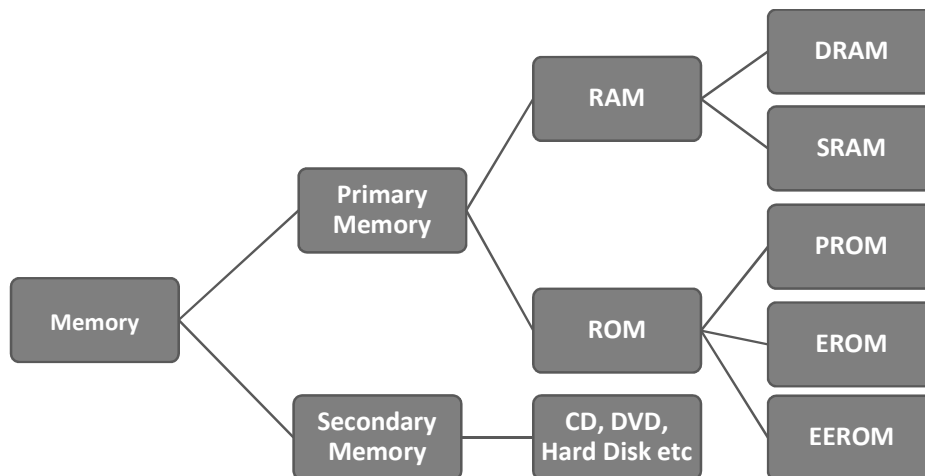 Memory
Primary
Memory
Secondary
Memory
RAM
ROM
CD, DVD,
Hard Disk etc
DRAM
SRAM
PROM
EROM
EEROM